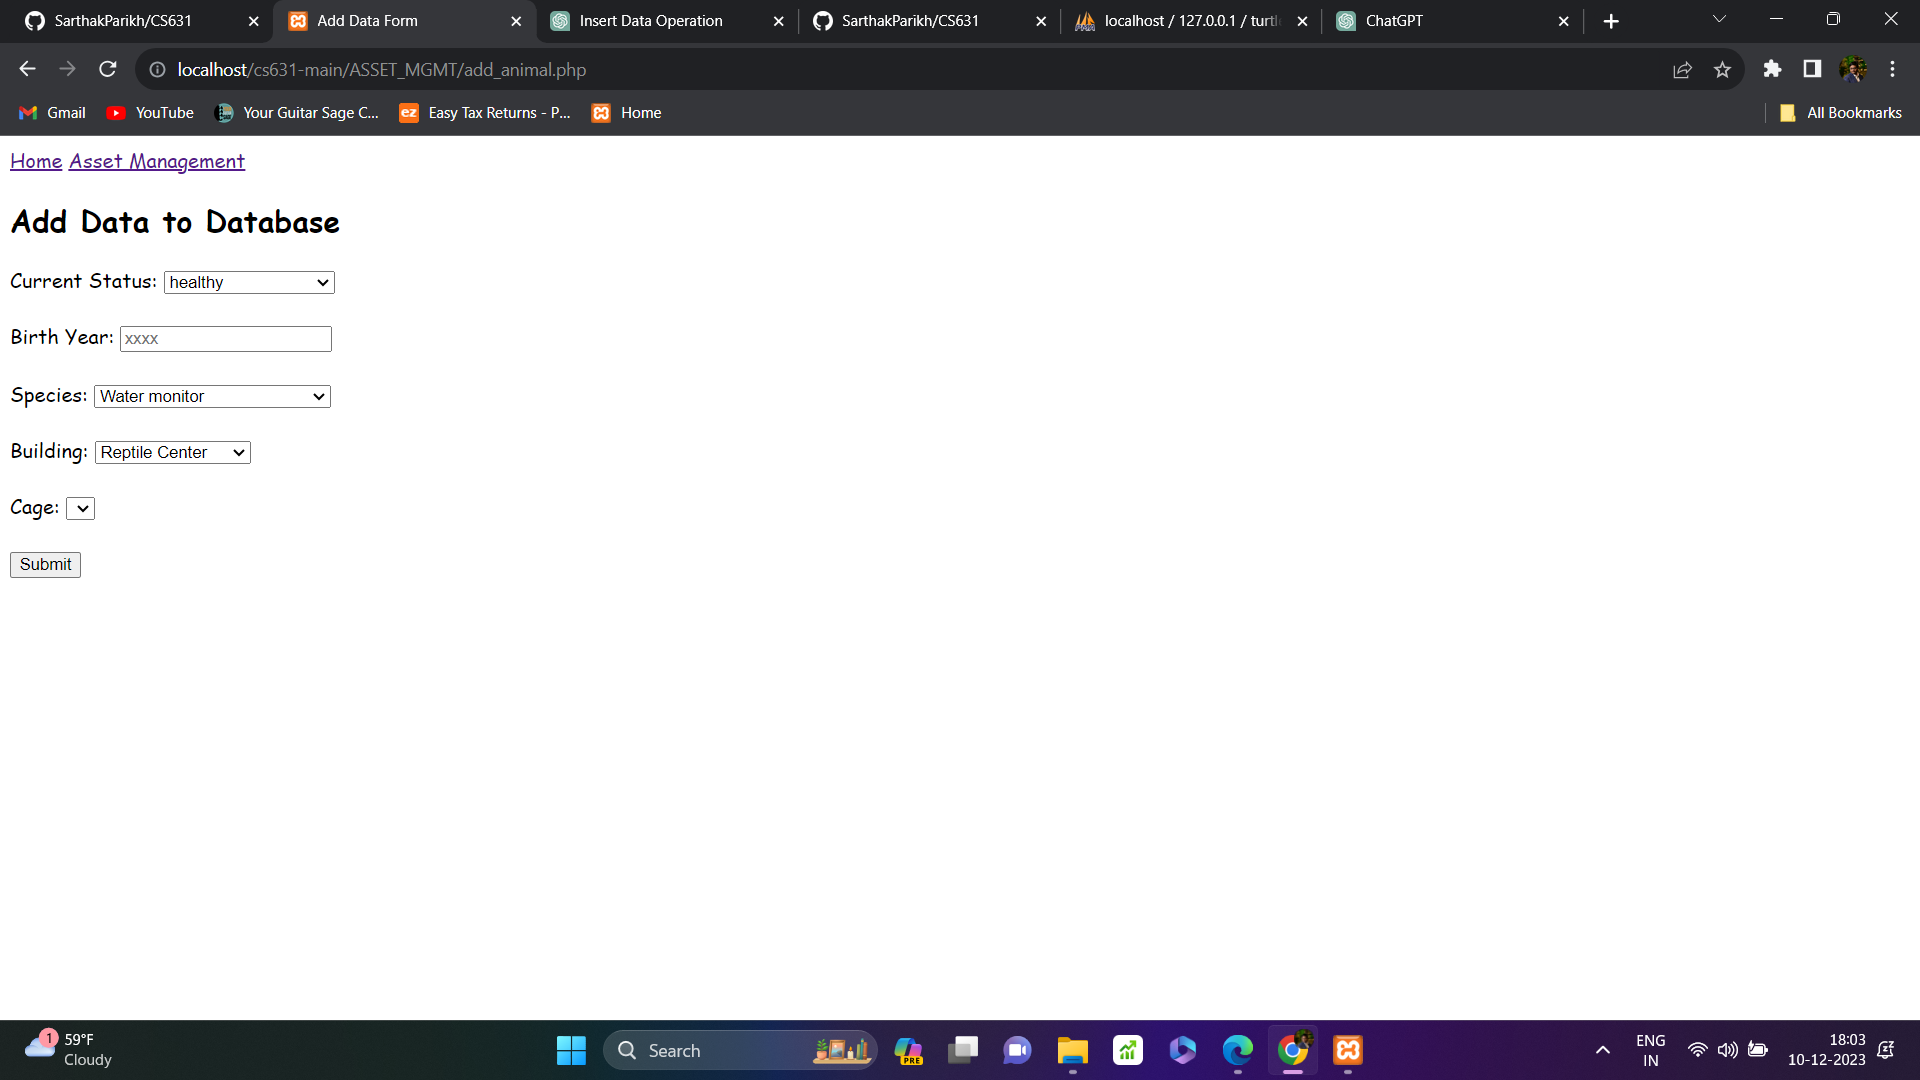 SarthakParikh/CS631
Add Data Form
Insert Data Operation
SarthakParikh/CS631
localhost / 127.0.0.1 / turtl
ChatGPT
localhost/cs631-main/ASSET_MGMT/add_animal.php
Gmail
YouTube
Your Guitar Sage C...
ez
Easy Tax Returns - P...
Home
All Bookmarks
Home Asset Management
Add Data to Database
Current Status: healthy
Birth Year: xxxx
Species: Water monitor
Building: Reptile Center
Cage:
Submit
1
59°F
Cloudy
Search
PRE
ENG
IN
18:03
10-12-2023